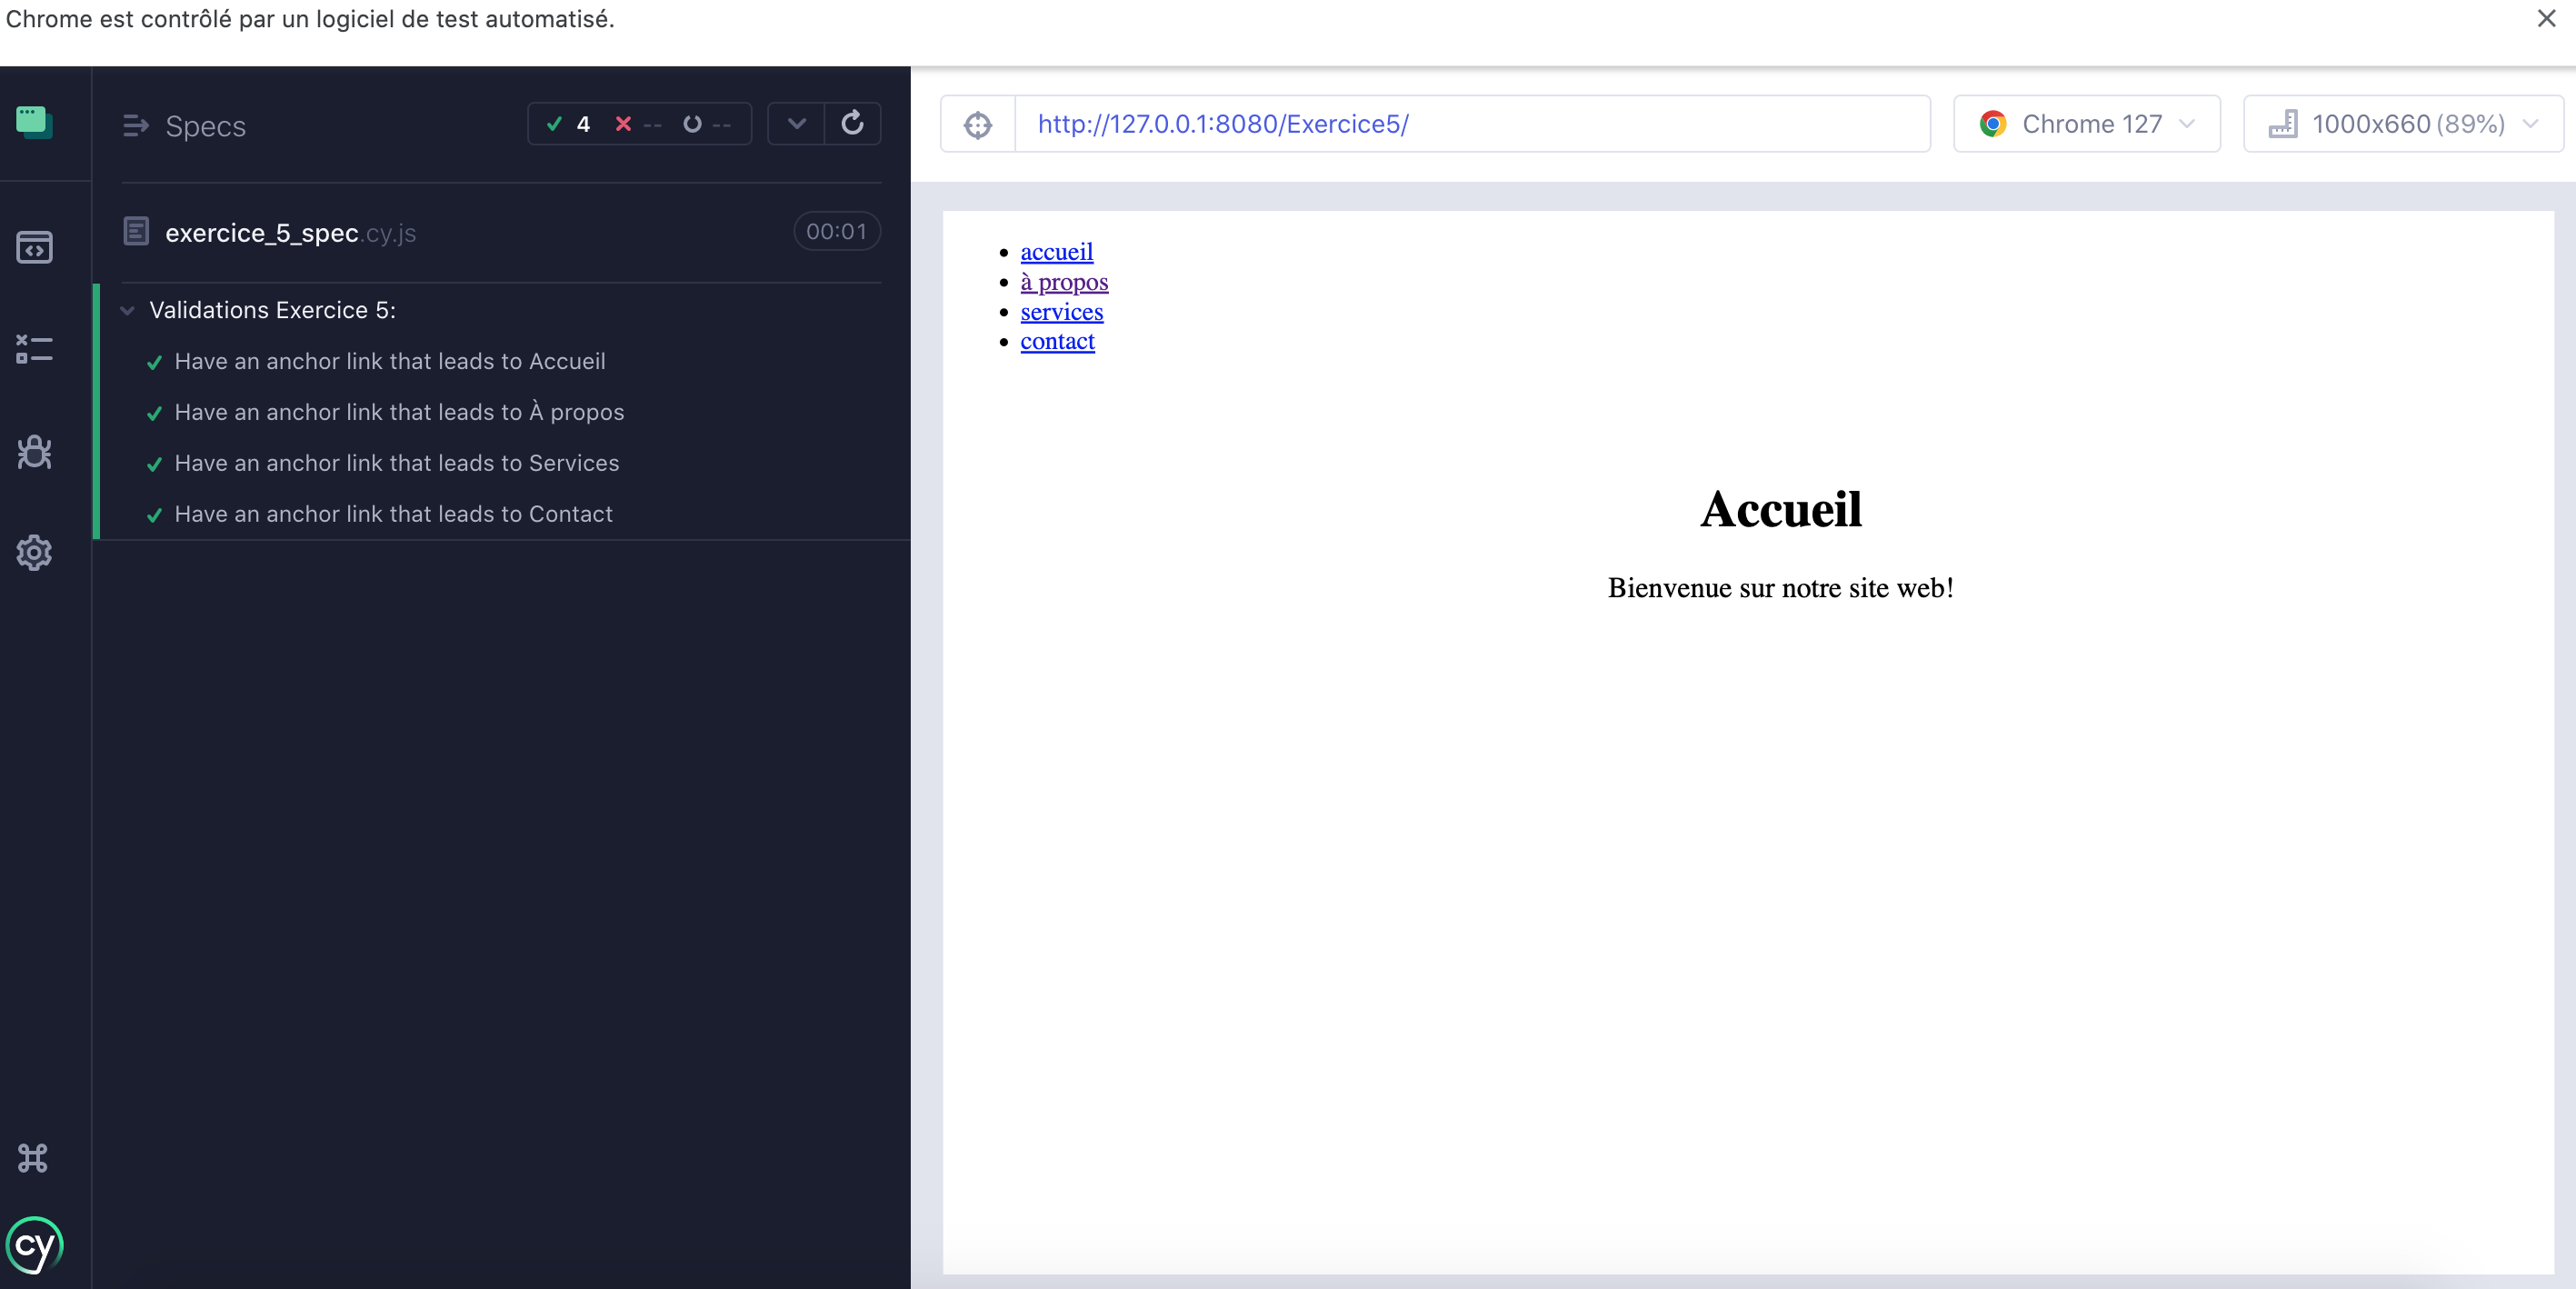 Chrome est contrôlé par un logiciel de test automatisé.
Specs
4 -- --
exercice_5_spec.cy.js
00:01
Validations Exercice 5:
Have an anchor link that leads to Accueil
Have an anchor link that leads to À propos
Have an anchor link that leads to Services
Have an anchor link that leads to Contact
cy
http://127.0.0.1:8080/Exercice5/
Chrome 127
1000x660 (89%)
accueil
à propos
services
contact
Accueil
Bienvenue sur notre site web!